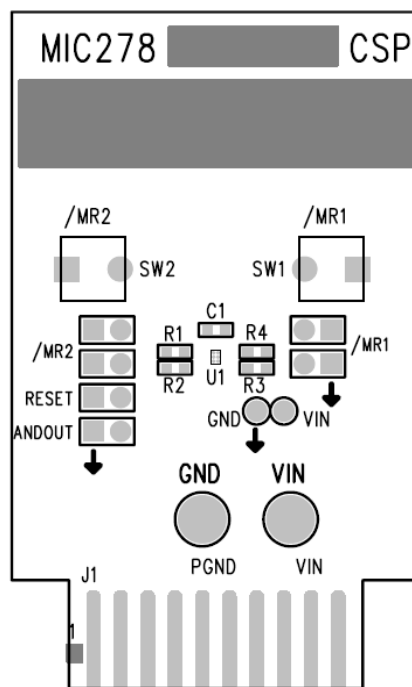 MIC278 CSP
/MR2 /MR1
SW2 SW1
C1
R1 R4
/MR2 /MR1
U1
R2 R3
RESET
GND VIN
ANDOUT
GND VIN
PGND VIN
J1
1